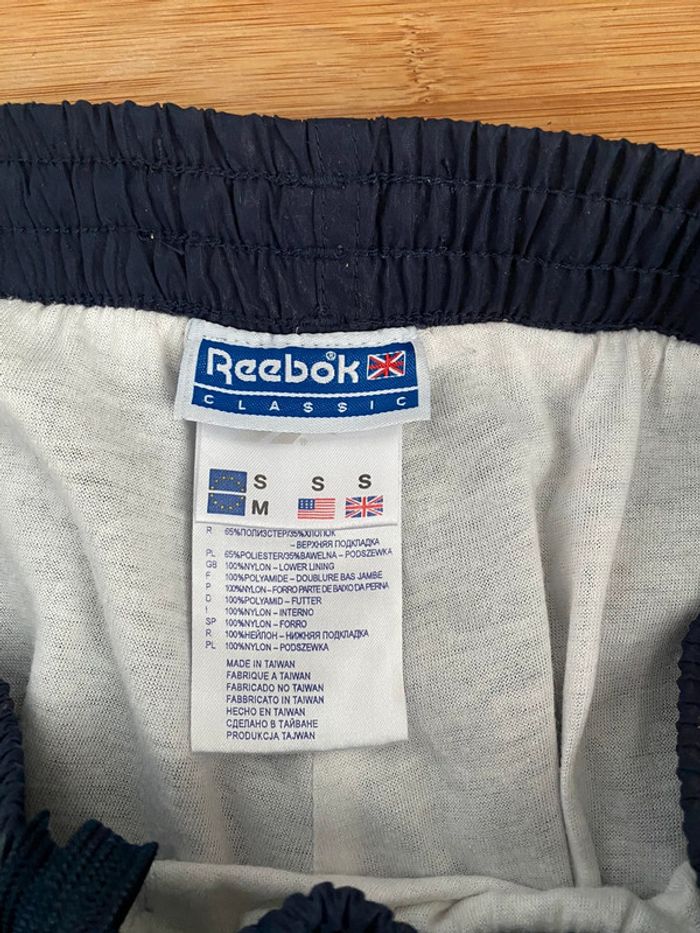 Reebok®
CLASSIC
S S S
M
R 65%ПОЛИЭСТЕР/35%ХЛОПОК
– ВЕРХНЯЯ ПОДКЛАДКА
PL 65%POLIESTER/35%BAWELNA – PODSZEWKA
GB 100%NYLON – LOWER LINING
F 100%POLYAMIDE – DOUBLURE BAS JAMBE
P 100%NYLON – FORRO PARTE DE BAIXO DA PERNA
D 100%POLYAMID – FUTTER
I 100%NYLON – INTERNO
SP 100%NYLON – FORRO
R 100%НЕЙЛОН – НИЖНЯЯ ПОДКЛАДКА
PL 100%NYLON – PODSZEWKA
MADE IN TAIWAN
FABRIQUE A TAIWAN
FABRICADO NO TAIWAN
FABBRICATO IN TAIWAN
HECHO EN TAIWAN
СДЕЛАНО В ТАЙВАНЕ
PRODUKCJA TAJWAN